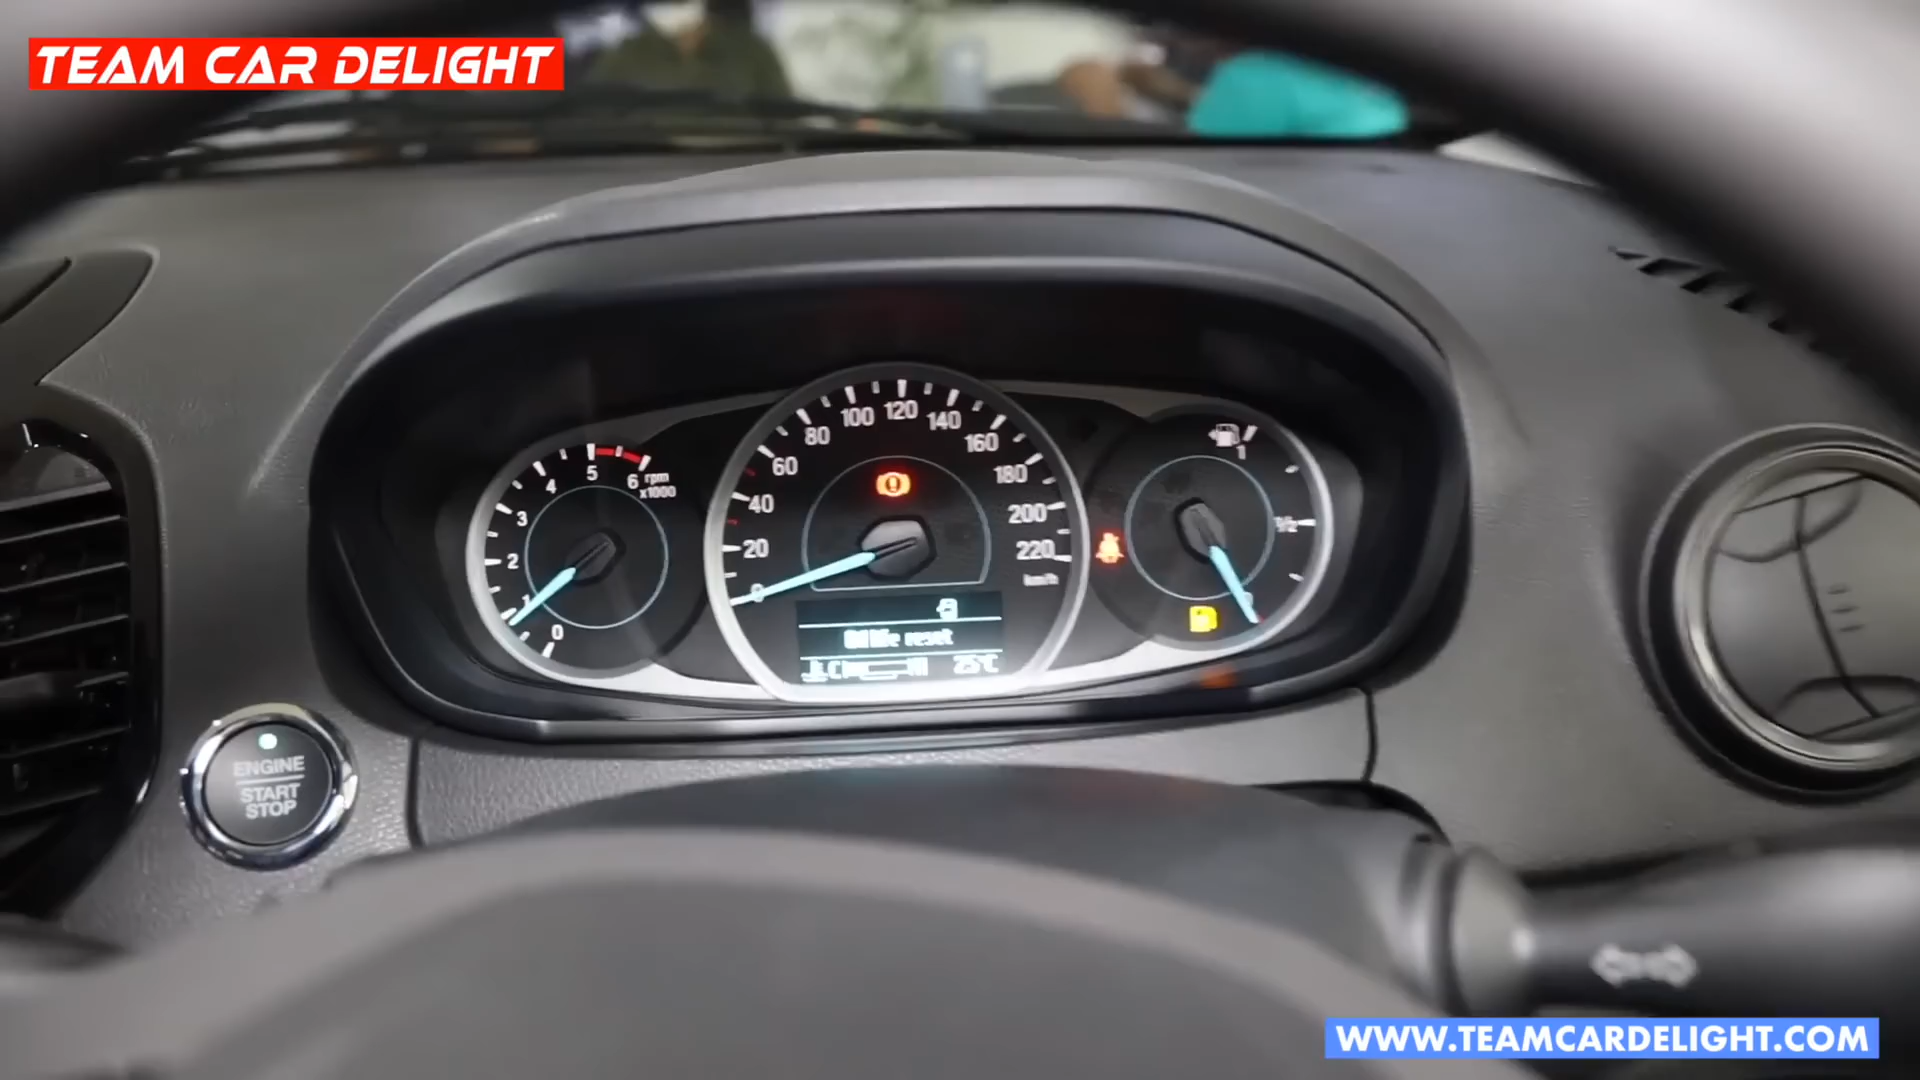 TEAM CAR DELIGHT
0
1
2
3
4
5
6
rpm
x1000
0
20
40
60
80
100
120
140
160
180
200
220
km/h
Oil life reset
C
H
25°C
1
1/2
0
ENGINE
START
STOP
WWW.TEAMCARDELIGHT.COM